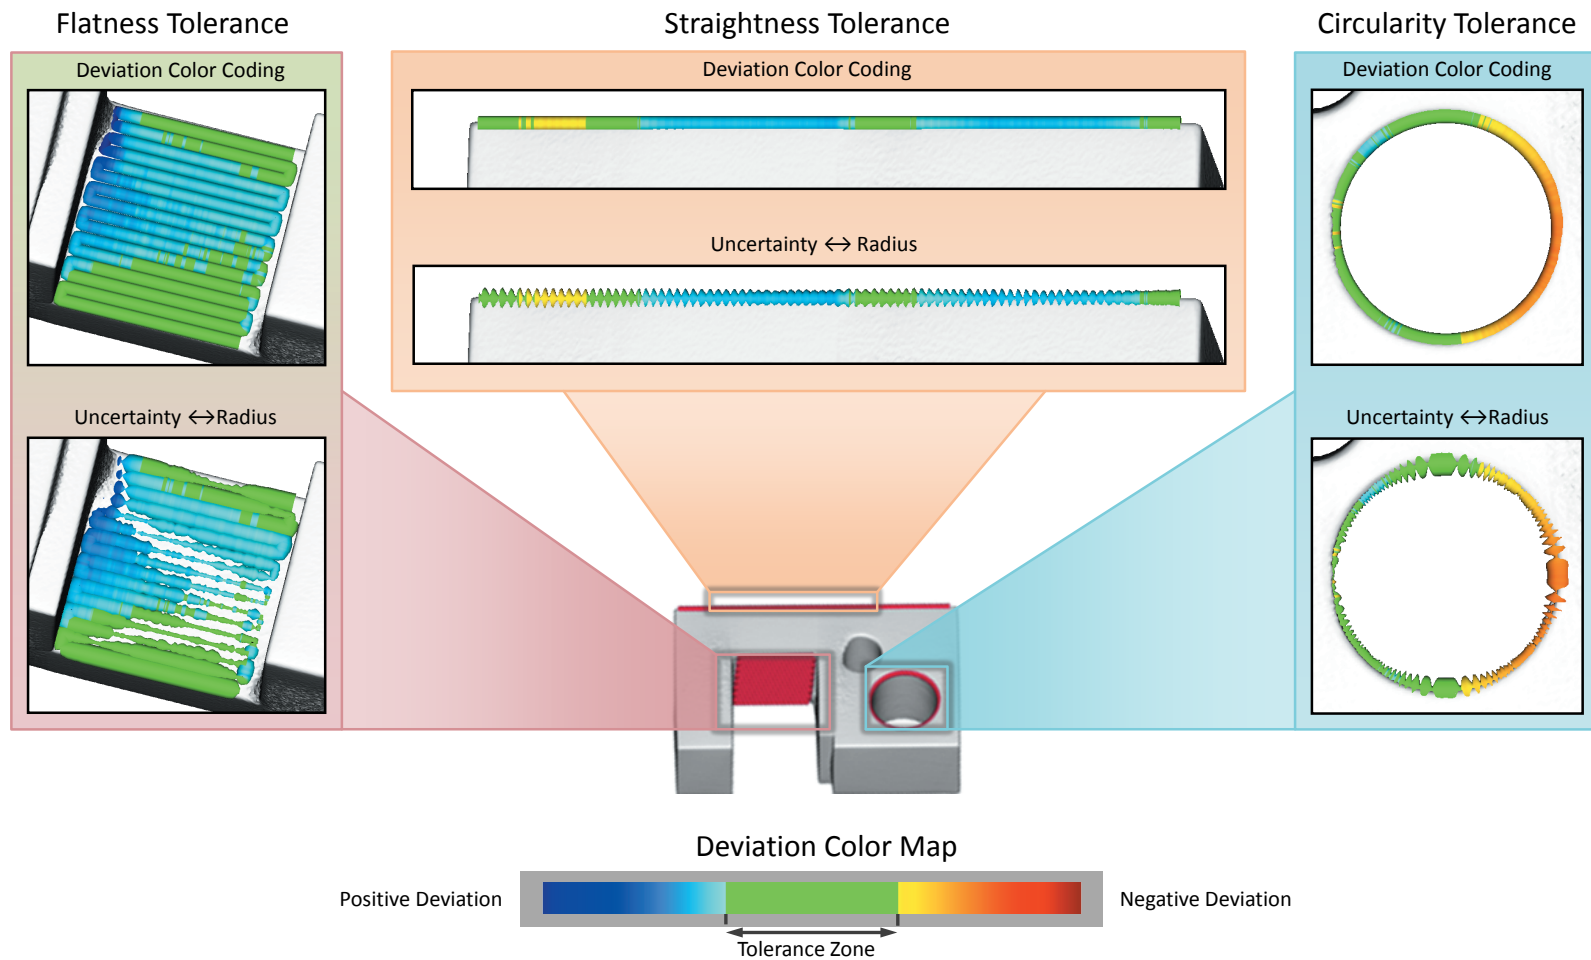 Flatness Tolerance
Straightness Tolerance
Circularity Tolerance
Deviation Color Coding
Deviation Color Coding
Deviation Color Coding
Uncertainty ↔ Radius
Uncertainty ↔Radius
Uncertainty ↔Radius
Deviation Color Map
Positive Deviation
Negative Deviation
Tolerance Zone